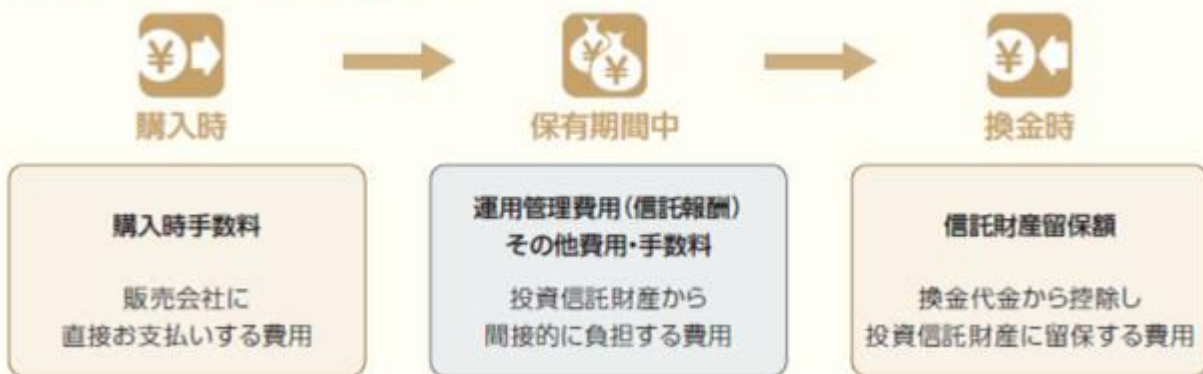 購入時
保有期間中
換金時
購入時手数料
販売会社に
直接お支払いする費用
運用管理費用(信託報酬)
その他費用・手数料
投資信託財産から
間接的に負担する費用
信託財産留保額
換金代金から控除し
投資信託財産に留保する費用